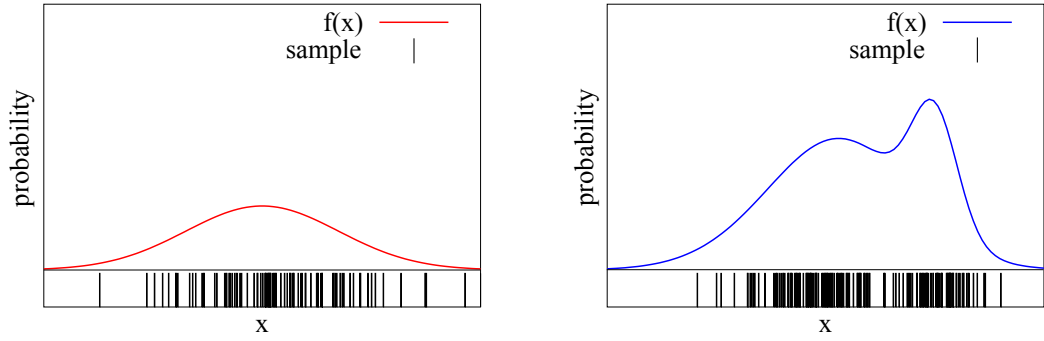 f(x)
sample
probability
x
f(x)
sample
probability
x